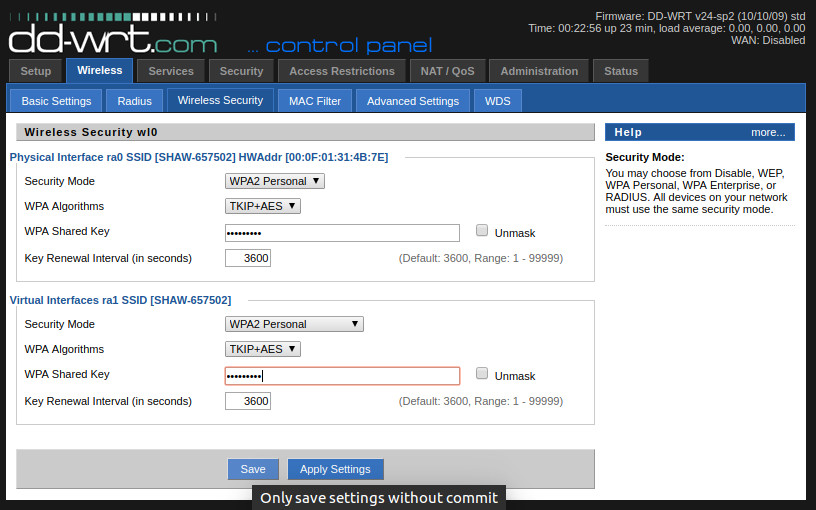 Firmware: DD-WRT v24-sp2 (10/10/09) std
Time: 00:22:56 up 23 min, load average: 0.00, 0.00, 0.00
WAN: Disabled
dd-wrt.com ... control panel
Setup Wireless Services Security Access Restrictions NAT / QoS Administration Status
Basic Settings Radius Wireless Security MAC Filter Advanced Settings WDS
Wireless Security wl0
Physical Interface ra0 SSID [SHAW-657502] HWAddr [00:0F:01:31:4B:7E]
Security Mode WPA2 Personal
WPA Algorithms TKIP+AES
WPA Shared Key ••••••••• Unmask
Key Renewal Interval (in seconds) 3600 (Default: 3600, Range: 1 - 99999)
Virtual Interfaces ra1 SSID [SHAW-657502]
Security Mode WPA2 Personal
WPA Algorithms TKIP+AES
WPA Shared Key ••••••••• Unmask
Key Renewal Interval (in seconds) 3600 (Default: 3600, Range: 1 - 99999)
Save Apply Settings
Only save settings without commit
Help more...
Security Mode:
You may choose from Disable, WEP,
WPA Personal, WPA Enterprise, or
RADIUS. All devices on your network
must use the same security mode.